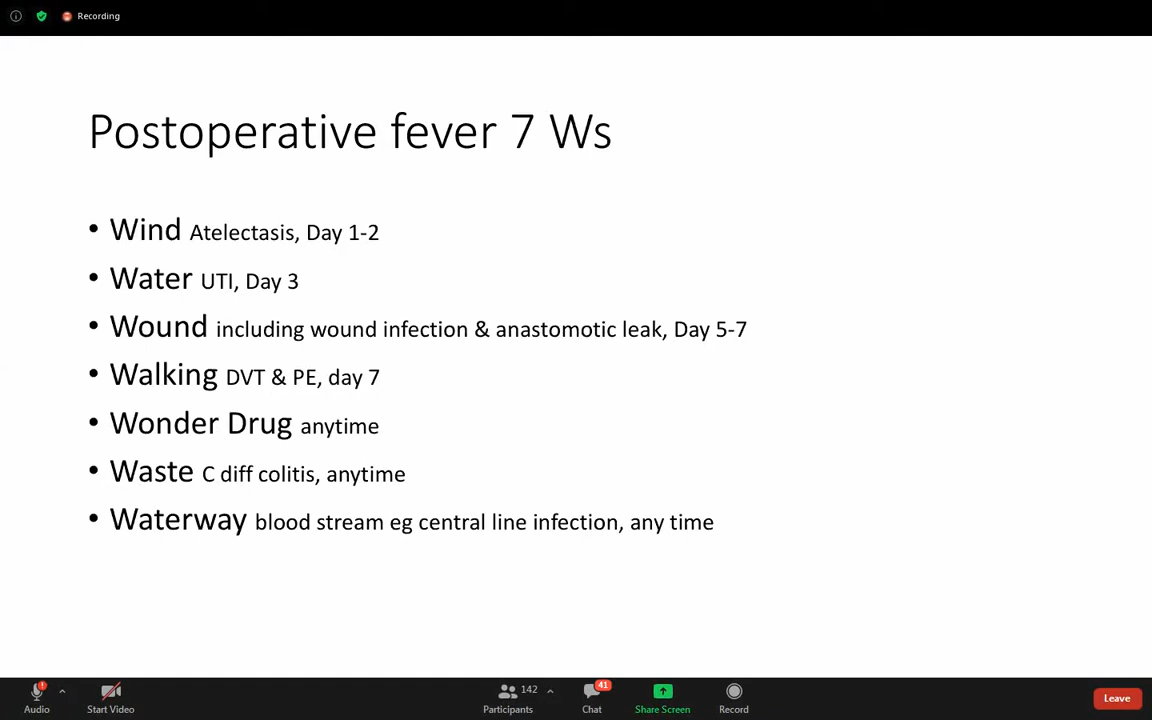 Recording
Postoperative fever 7 Ws
• Wind Atelectasis, Day 1-2
• Water UTI, Day 3
• Wound including wound infection & anastomotic leak, Day 5-7
• Walking DVT & PE, day 7
• Wonder Drug anytime
• Waste C diff colitis, anytime
• Waterway blood stream eg central line infection, any time
142
41
Audio
Start Video
Participants
Chat
Share Screen
Record
Leave